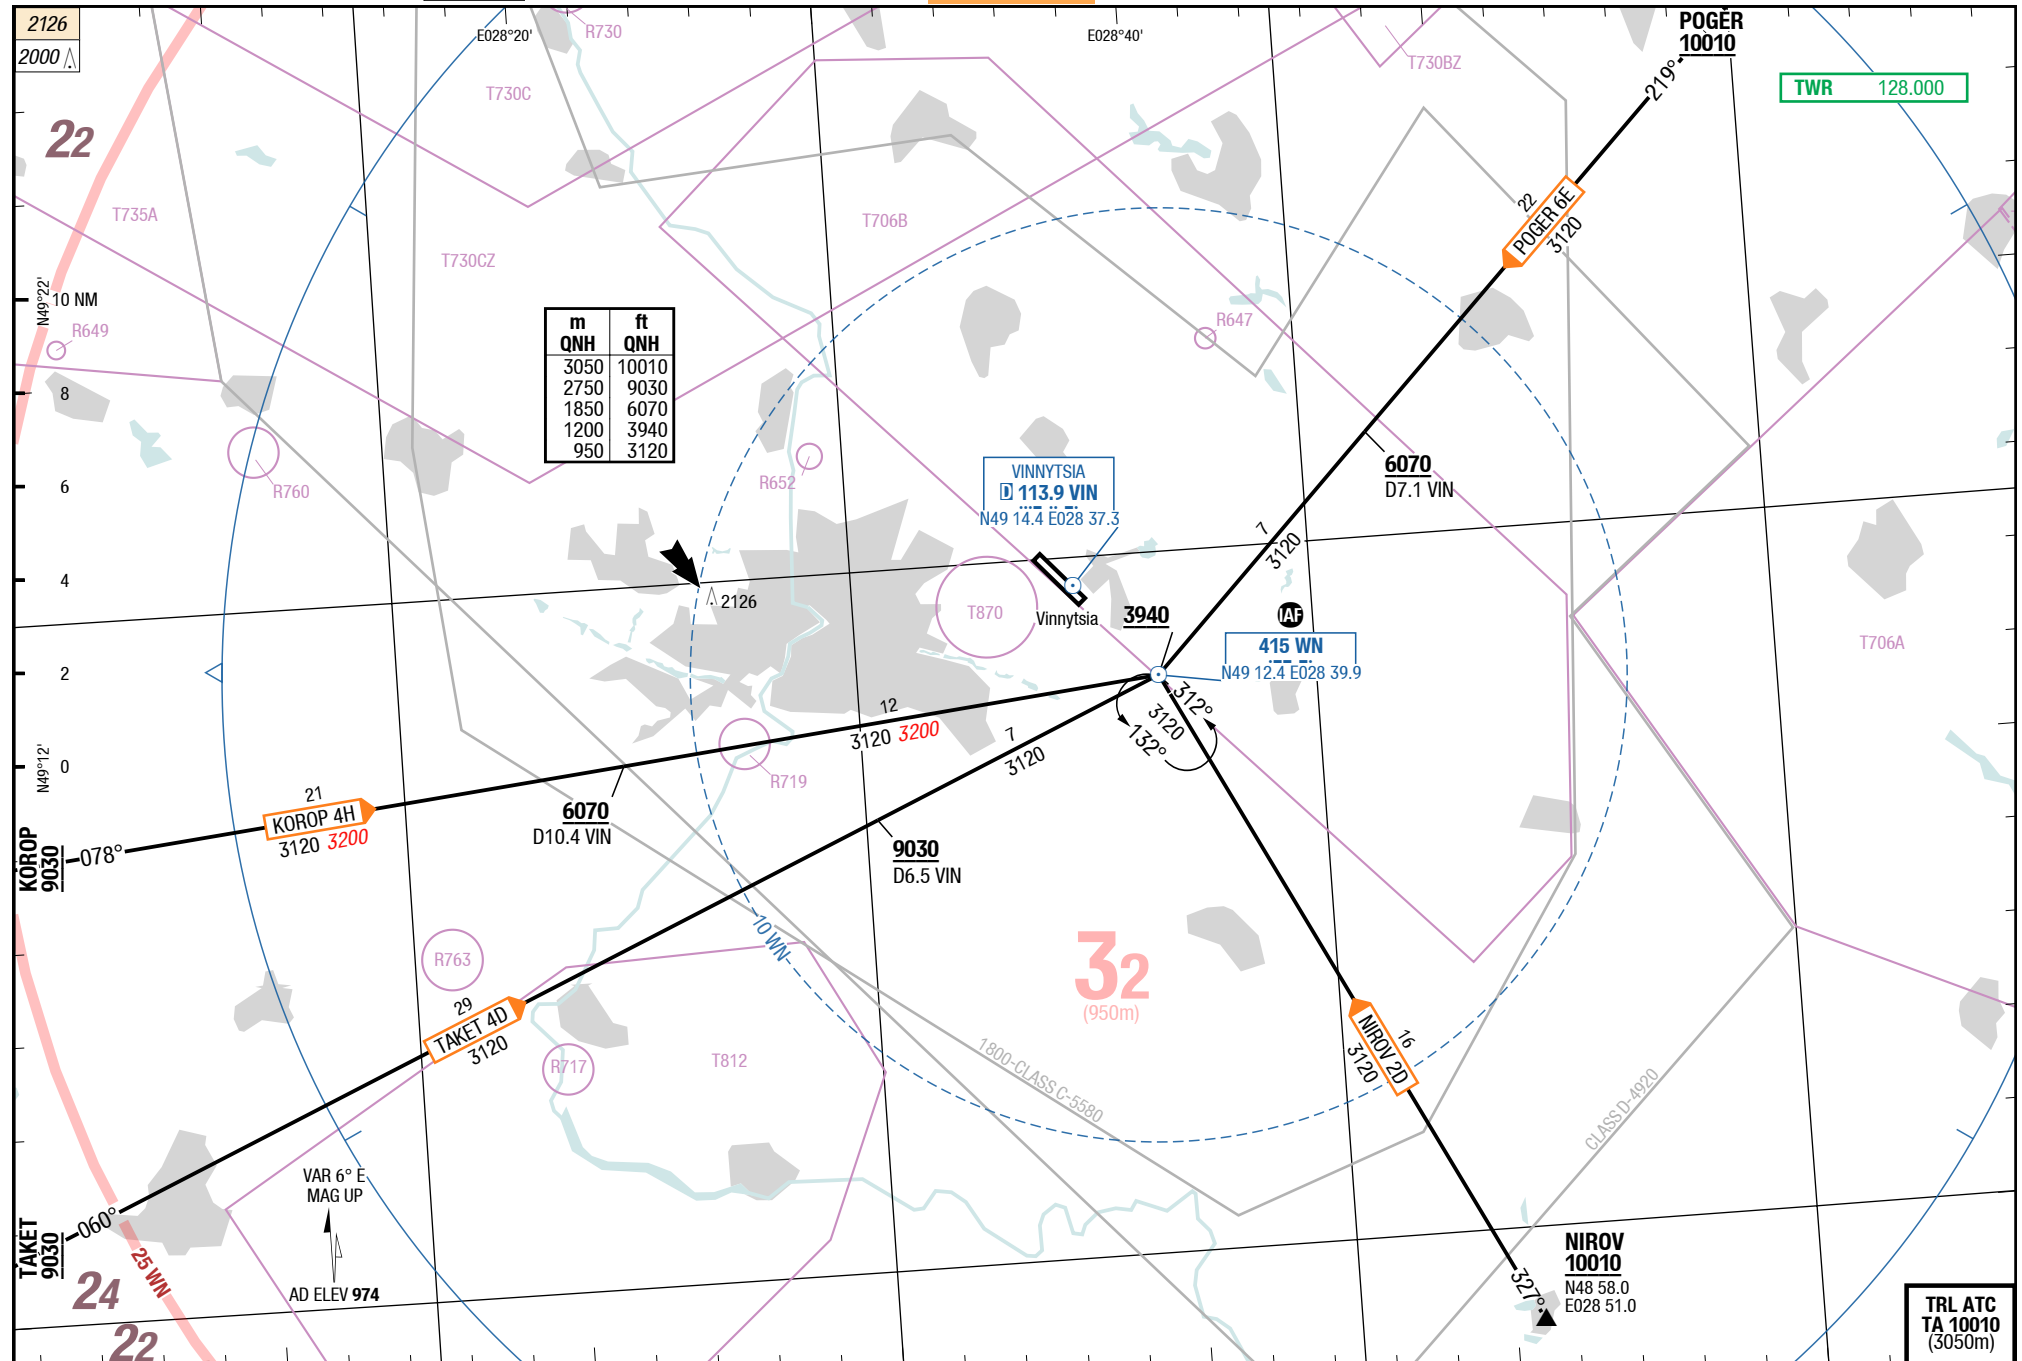 2126
2000
E028°20'
R730
E028°40'
POGER
10010
219°
T730BZ
TWR 128.000
T730C
22
T735A
T706B
T730CZ
22
POGER 6E
3120
N49°22'
10 NM
R649
8
6
4
2
0
N49°12'
m ft
QNH QNH
3050 10010
2750 9030
1850 6070
1200 3940
950 3120
R647
R760
R652
VINNYTSIA
D 113.9 VIN
N49 14.4 E028 37.3
6070
D7.1 VIN
7
3120
2126
T870
Vinnytsia
3940
IAF
415 WN
N49 12.4 E028 39.9
T706A
312°
3120
132°
12
3120 3200
7
3120
R719
21
KOROP 4H
3120 3200
6070
D10.4 VIN
KOROP
9030
078°
9030
D6.5 VIN
10 WN
R763
32
(950m)
29
TAKET 4D
3120
R717
T812
1800-CLASS C-5580
16
NIROV 2D
3120
CLASS D-4920
VAR 6° E
MAG UP
AD ELEV 974
TAKET
9030
060°
25 WN
24
22
327°
NIROV
10010
N48 58.0
E028 51.0
TRL ATC
TA 10010
(3050m)